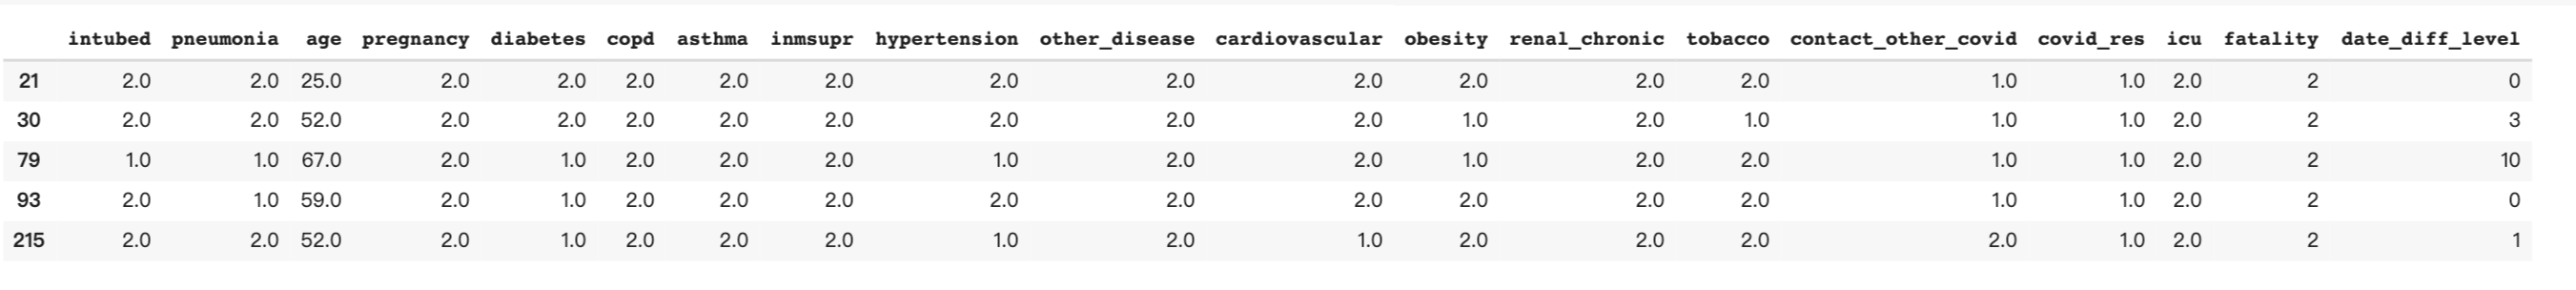 intubed pneumonia age pregnancy diabetes copd asthma inmsupr hypertension other_disease cardiovascular obesity renal_chronic tobacco contact_other_covid covid_res icu fatality date_diff_level
21 2.0 2.0 25.0 2.0 2.0 2.0 2.0 2.0 2.0 2.0 2.0 2.0 2.0 2.0 1.0 1.0 2.0 2 0
30 2.0 2.0 52.0 2.0 2.0 2.0 2.0 2.0 2.0 2.0 2.0 1.0 2.0 1.0 1.0 1.0 2.0 2 3
79 1.0 1.0 67.0 2.0 1.0 2.0 2.0 2.0 1.0 2.0 2.0 1.0 2.0 2.0 1.0 1.0 2.0 2 10
93 2.0 1.0 59.0 2.0 1.0 2.0 2.0 2.0 2.0 2.0 2.0 2.0 2.0 2.0 1.0 1.0 2.0 2 0
215 2.0 2.0 52.0 2.0 1.0 2.0 2.0 2.0 1.0 2.0 1.0 2.0 2.0 2.0 2.0 1.0 2.0 2 1